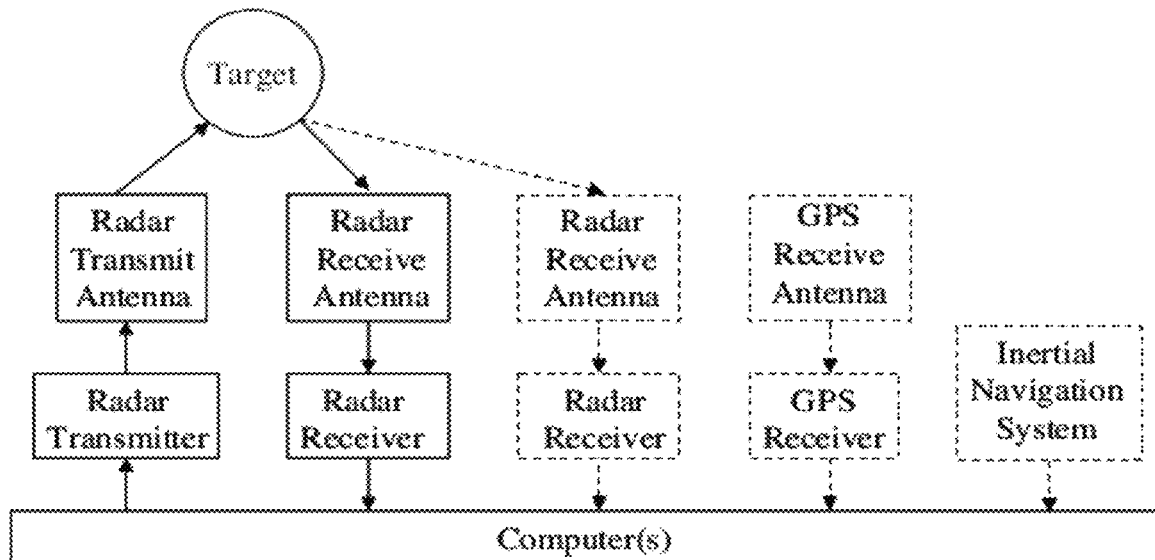 Target
Radar
Transmit
Antenna
Radar
Receive
Antenna
Radar
Receive
Antenna
GPS
Receive
Antenna
Radar
Transmitter
Radar
Receiver
Radar
Receiver
GPS
Receiver
Inertial
Navigation
System
Computer(s)